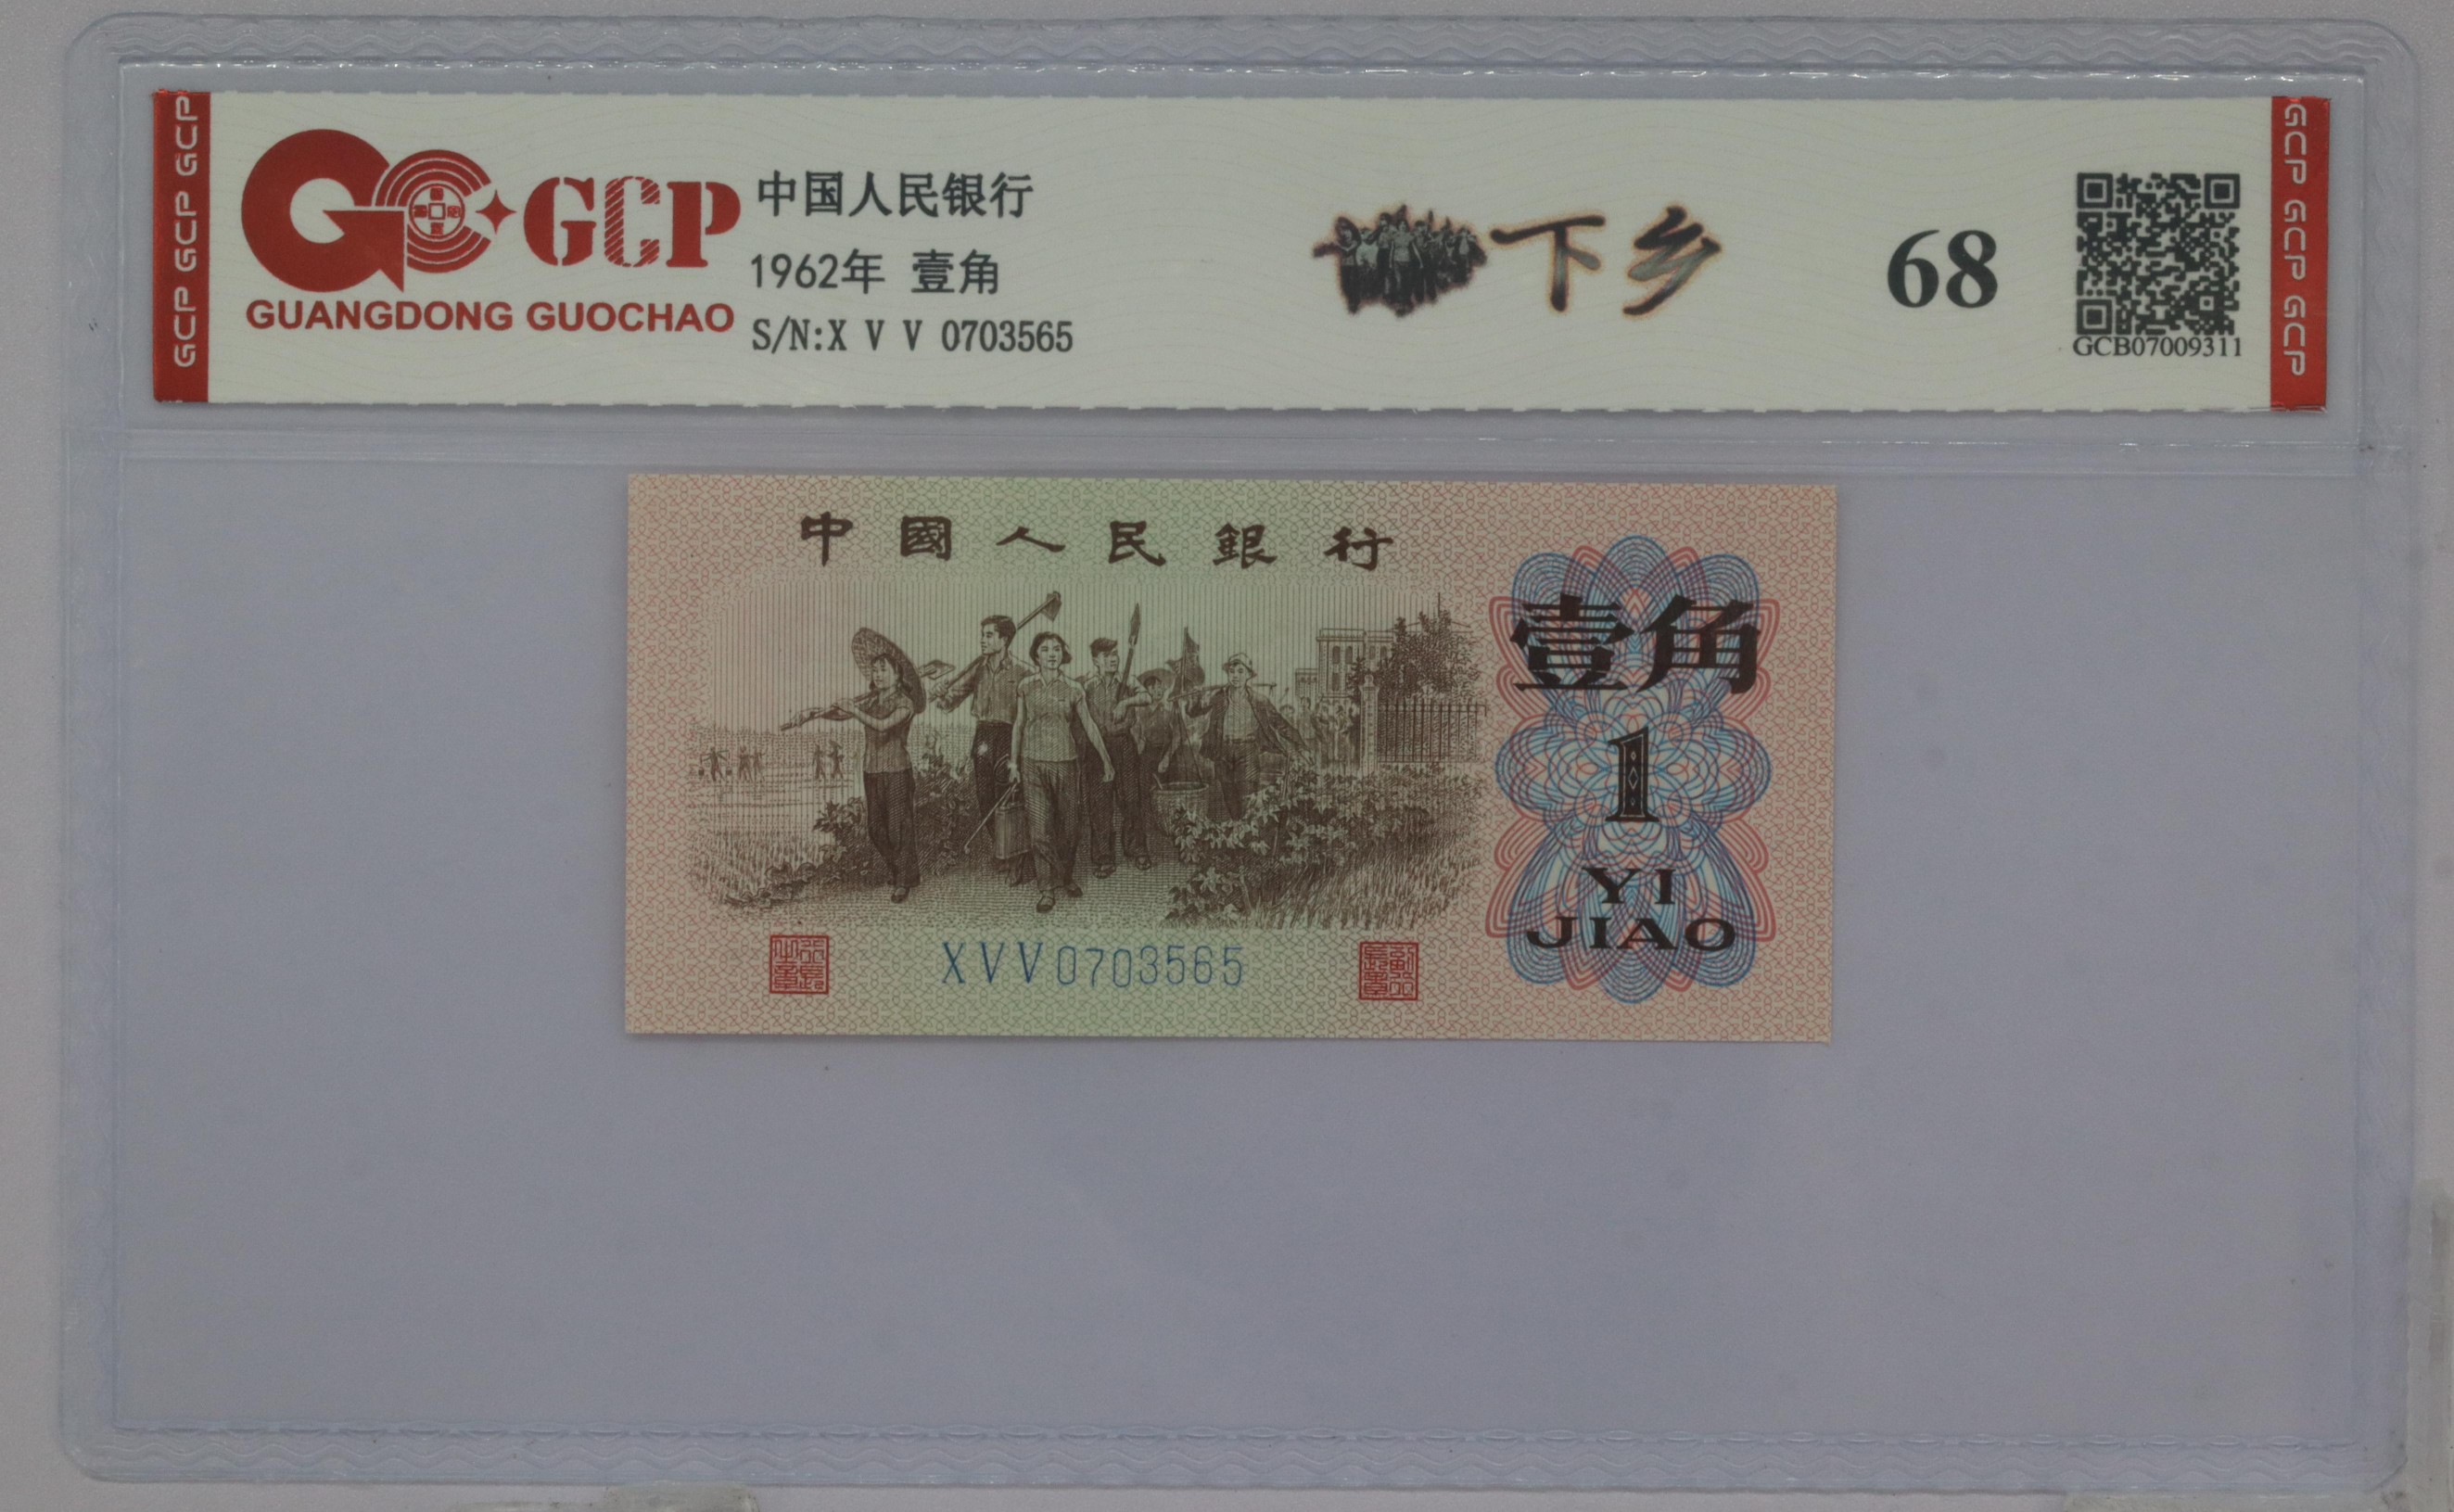 GCP GCP GCP
GCP
GUANGDONG GUOCHAO
中国人民银行
1962年 壹角
S/N:X V V 0703565
下乡
68
GCB07009311
GCP GCP GCP
中國人民銀行
壹角
1
YI
JIAO
XVV0703565